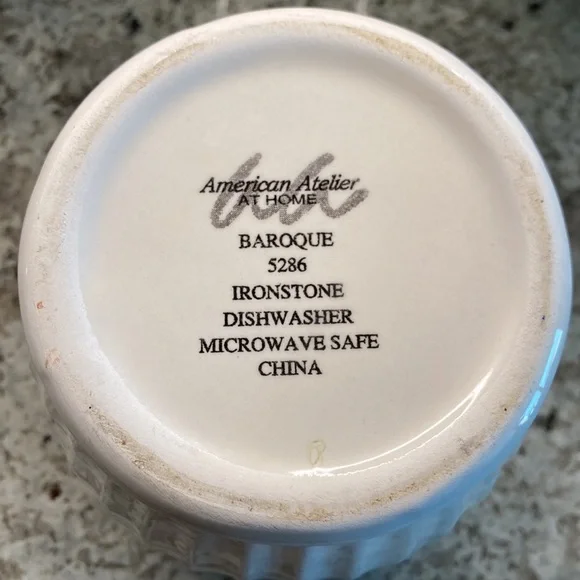 American Atelier
AT HOME
BAROQUE
5286
IRONSTONE
DISHWASHER
MICROWAVE SAFE
CHINA